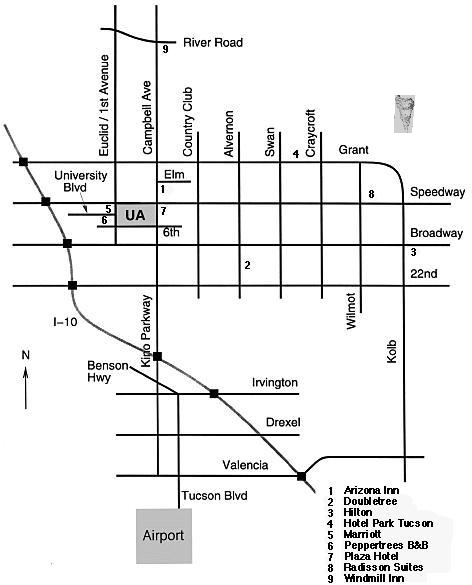 9 River Road
Euclid / 1st Avenue
Campbell Ave
Country Club
Alvernon
Swan
Craycroft
4
Grant
University
Blvd
Elm
1
8
Speedway
5
UA
7
6
6th
Broadway
2
3
22nd
I-10
Kino Parkway
Wilmot
Kolb
N
Benson
Hwy
Irvington
Drexel
Valencia
Tucson Blvd
Airport
1 Arizona Inn
2 Doubletree
3 Hilton
4 Hotel Park Tucson
5 Marriott
6 Peppertrees B&B
7 Plaza Hotel
8 Radisson Suites
9 Windmill Inn